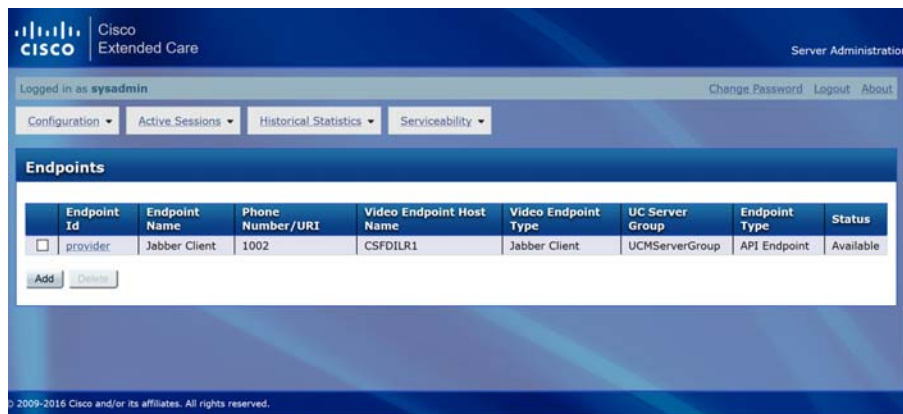 Cisco
CISCO Extended Care
Server Administratio
Logged in as sysadmin Change Password Logout About
Configuration Active Sessions Historical Statistics Serviceability
Endpoints
Endpoint Id Endpoint Name Phone Number/URI Video Endpoint Host Name Video Endpoint Type UC Server Group Endpoint Type Status
provider Jabber Client 1002 CSFDILR1 Jabber Client UCMServerGroup API Endpoint Available
Add Delete
2009-2016 Cisco and/or its affiliates. All rights reserved.